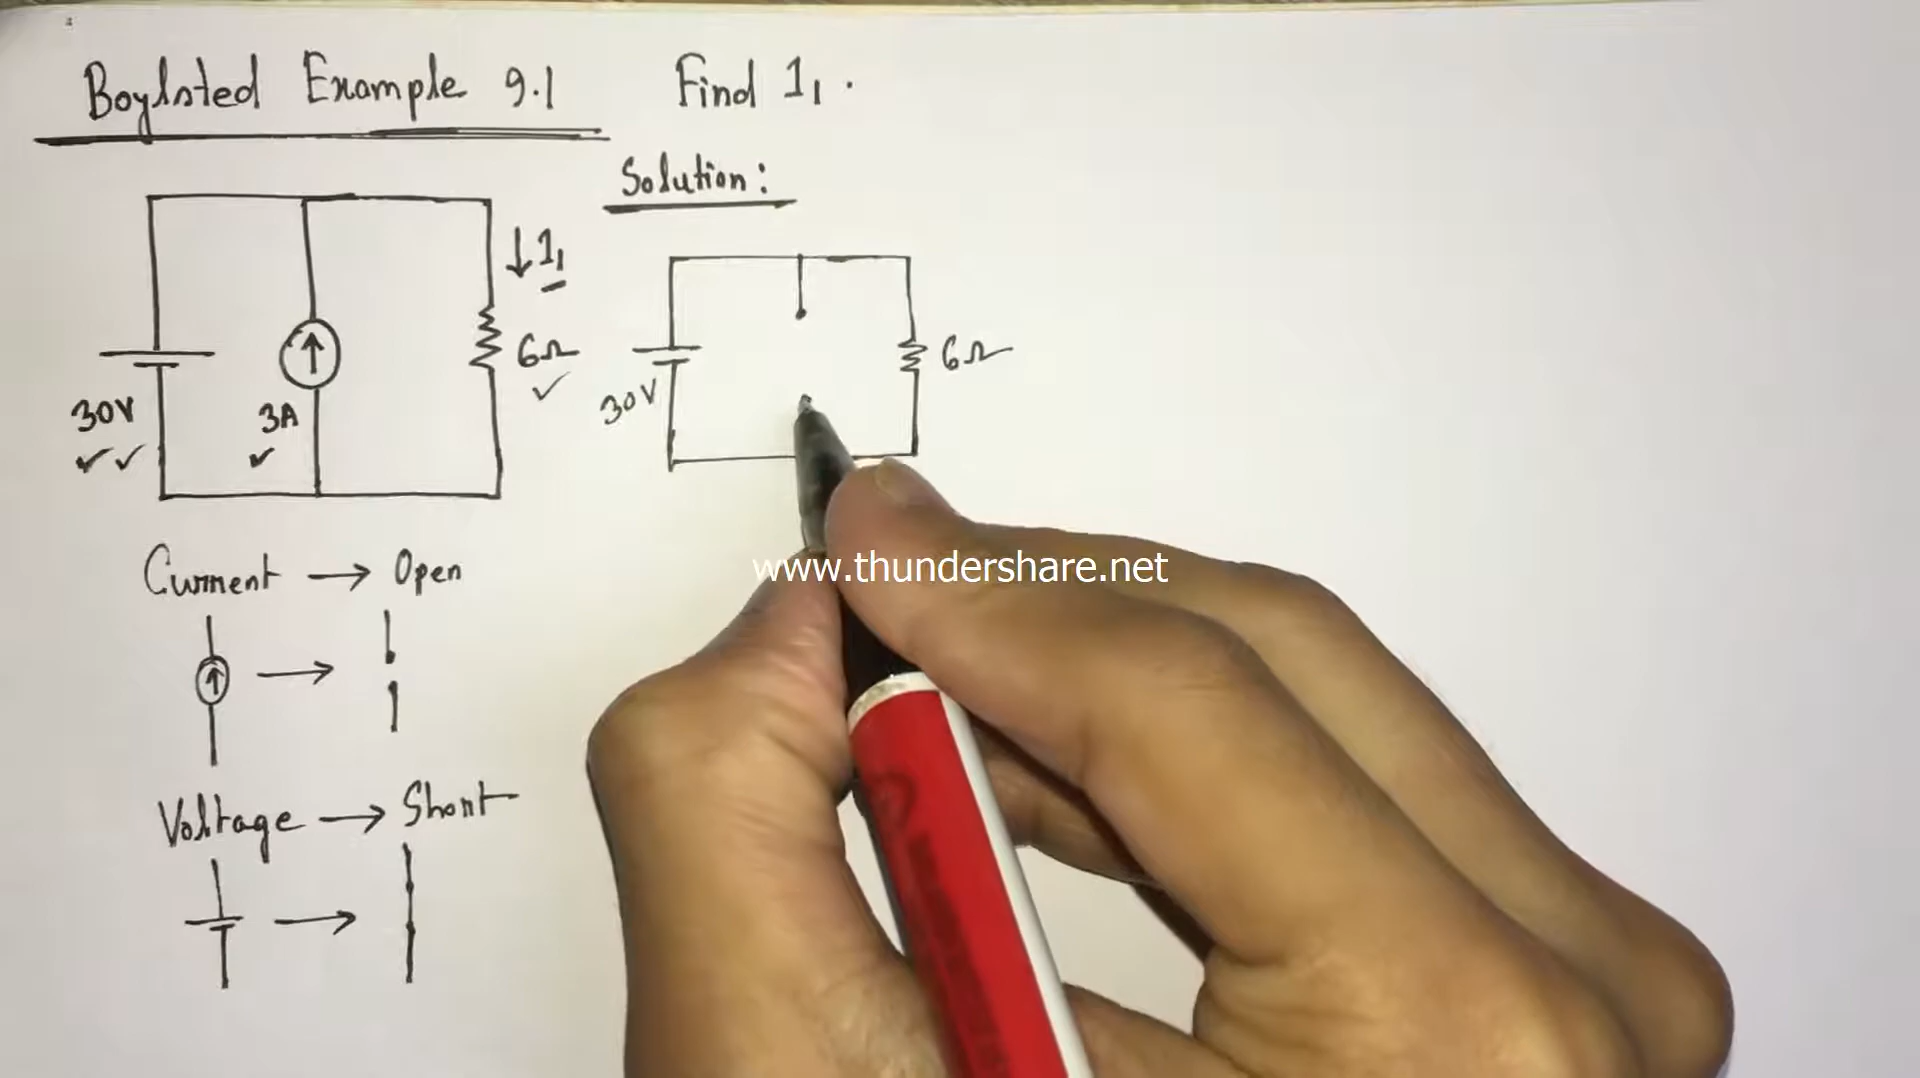 Boylsted Example 9.1
Find I₁.
Solution:
↓I₁
6Ω
30V
3A
6Ω
30V
Current → Open
Voltage → Short
www.thundershare.net